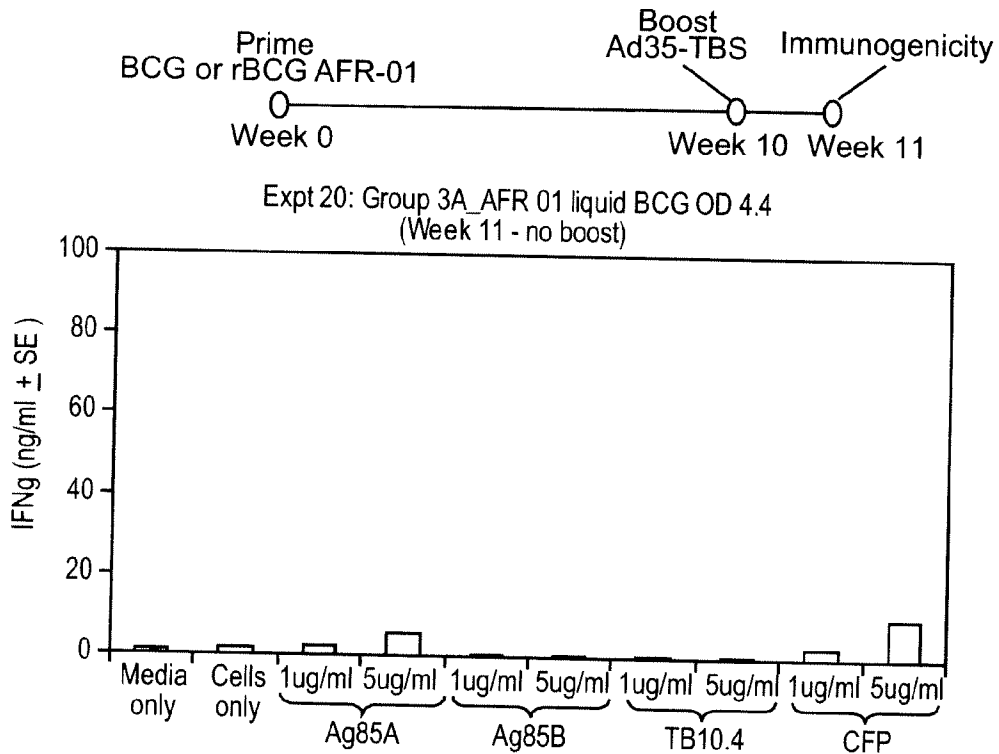 Prime
BCG or rBCG AFR-01
Week 0
Boost
Ad35-TBS
Week 10
Immunogenicity
Week 11
Expt 20: Group 3A_AFR 01 liquid BCG OD 4.4
(Week 11 - no boost)
IFNg (ng/ml ± SE )
100
80
60
40
20
0
Media only
Cells only
1ug/ml 5ug/ml 1ug/ml 5ug/ml 1ug/ml 5ug/ml 1ug/ml 5ug/ml
Ag85A Ag85B TB10.4 CFP